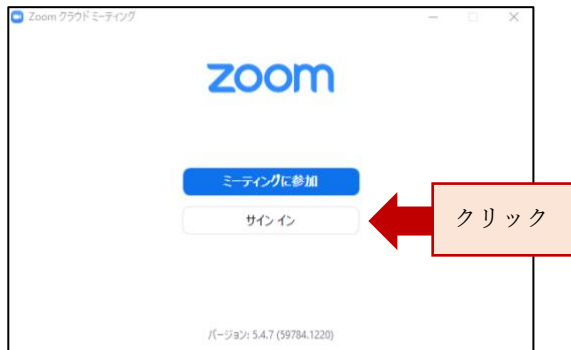 Zoom クラウド ミーティング
zoom
ミーティングに参加
サイン イン
クリック
バージョン: 5.4.7 (59784.1220)